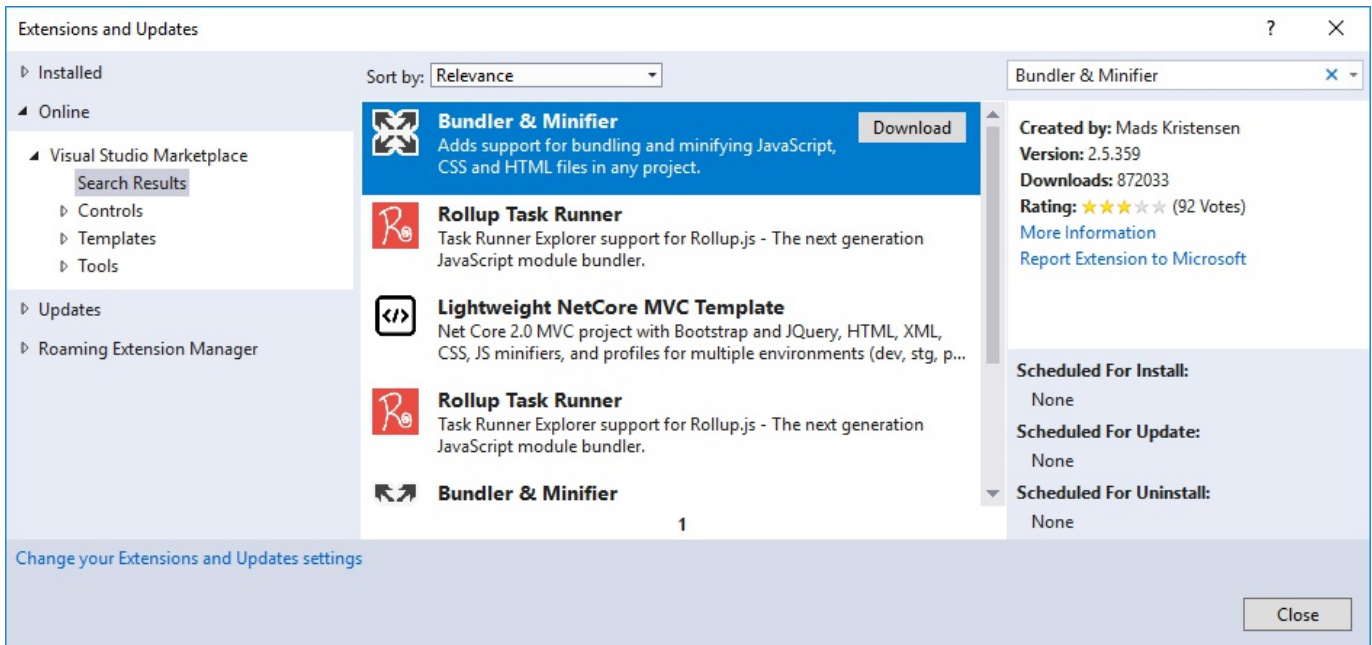 Extensions and Updates
?
Installed
Online
Visual Studio Marketplace
Search Results
Controls
Templates
Tools
Updates
Roaming Extension Manager
Sort by: Relevance
Bundler & Minifier
Download
Adds support for bundling and minifying JavaScript,
CSS and HTML files in any project.
Rollup Task Runner
Task Runner Explorer support for Rollup.js - The next generation
JavaScript module bundler.
</>
Lightweight NetCore MVC Template
Net Core 2.0 MVC project with Bootstrap and JQuery, HTML, XML,
CSS, JS minifiers, and profiles for multiple environments (dev, stg, p...
Rollup Task Runner
Task Runner Explorer support for Rollup.js - The next generation
JavaScript module bundler.
Bundler & Minifier
1
Bundler & Minifier
Created by: Mads Kristensen
Version: 2.5.359
Downloads: 872033
Rating: (92 Votes)
More Information
Report Extension to Microsoft
Scheduled For Install:
None
Scheduled For Update:
None
Scheduled For Uninstall:
None
Change your Extensions and Updates settings
Close